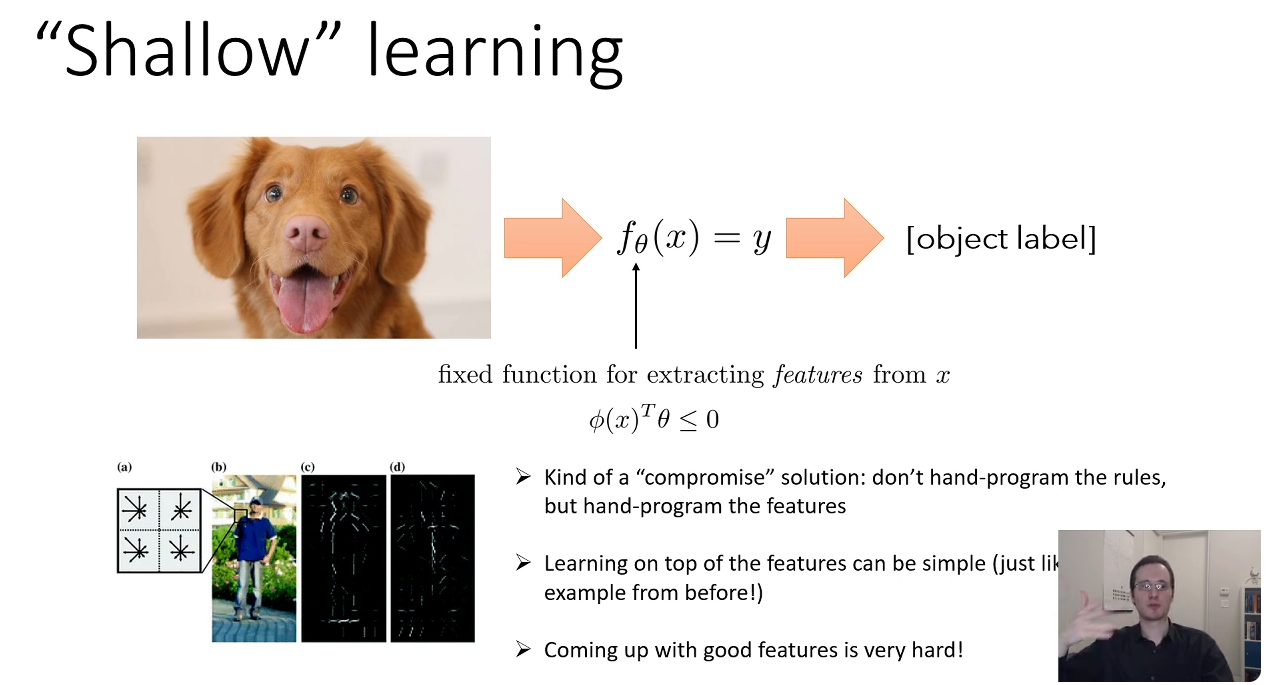 “Shallow” learning
$f_\theta(x) = y$
[object label]
fixed function for extracting features from $x$
$\phi(x)^T \theta \leq 0$
(a) (b) (c) (d)
➢ Kind of a “compromise” solution: don’t hand-program the rules,
but hand-program the features
➢ Learning on top of the features can be simple (just
example from before!)
➢ Coming up with good features is very hard!